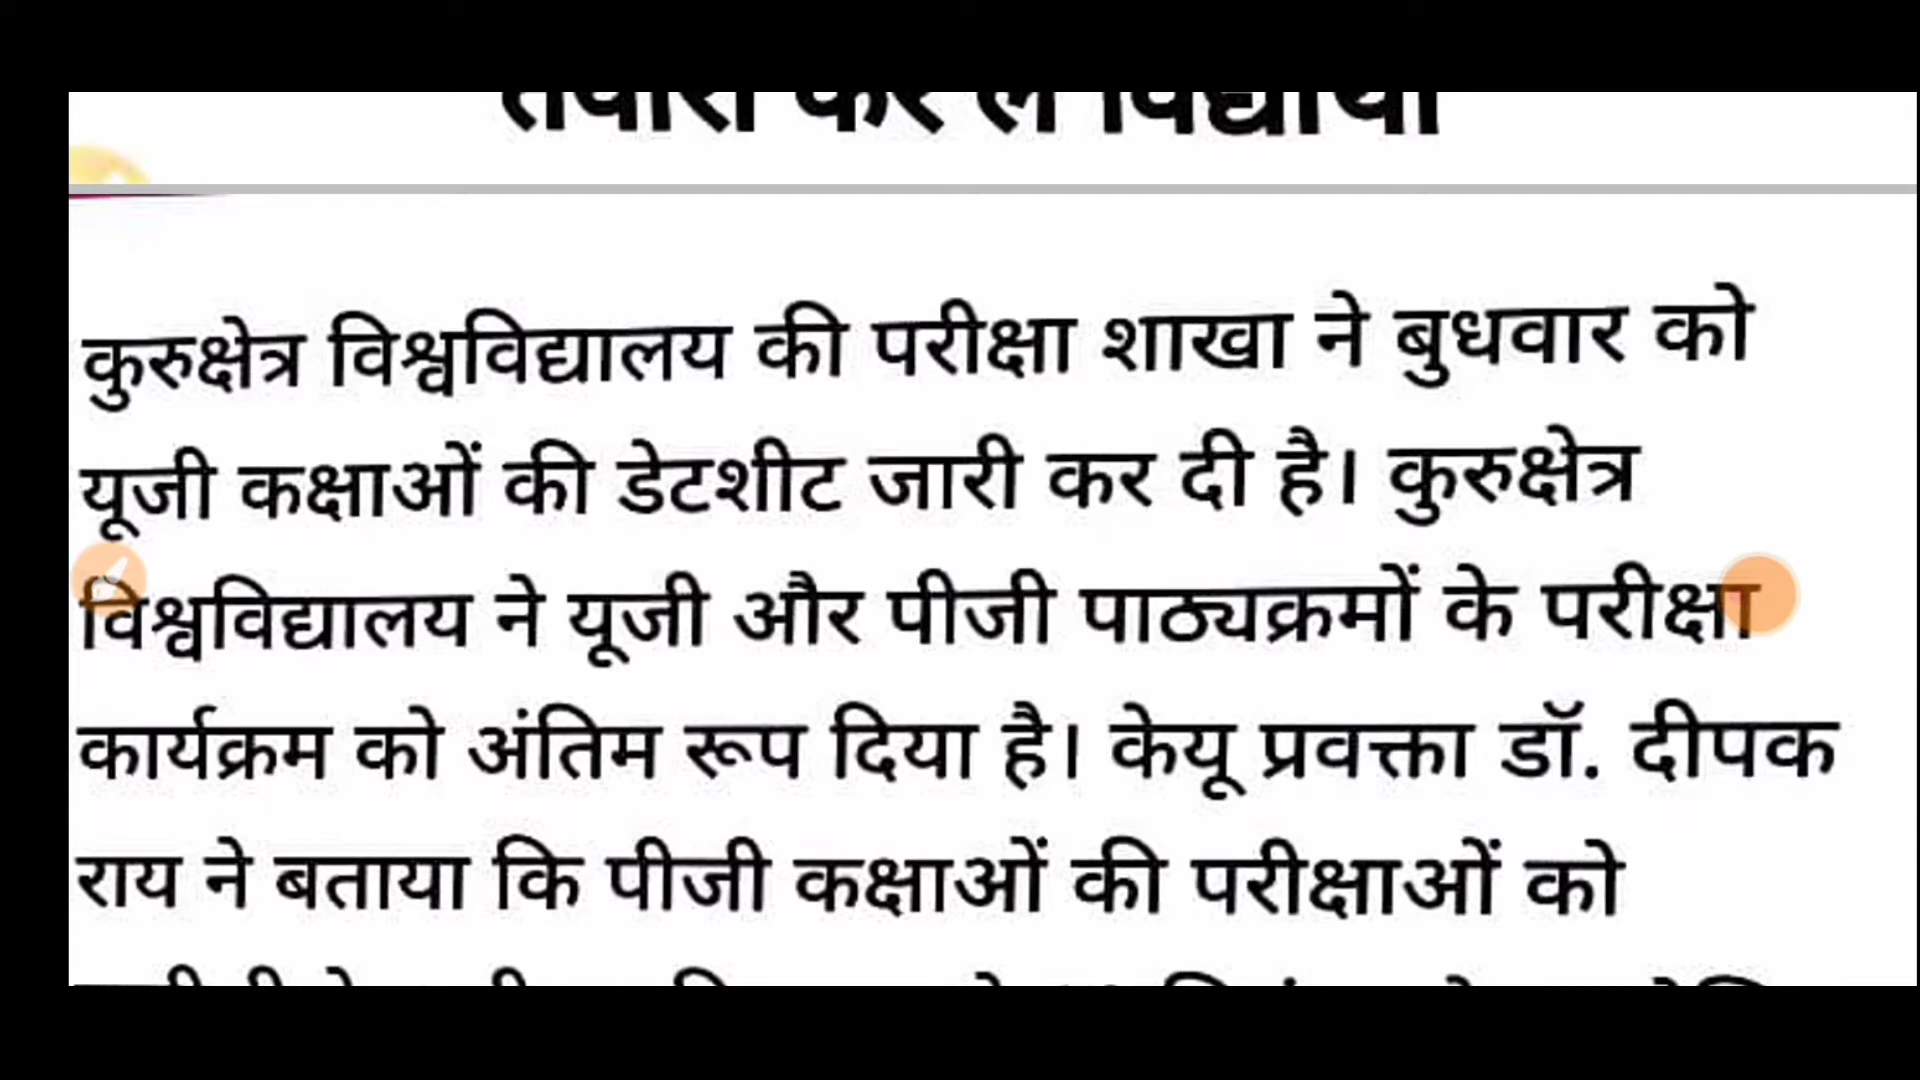 कुरुक्षेत्र विश्वविद्यालय की परीक्षा शाखा ने बुधवार को
यूजी कक्षाओं की डेटशीट जारी कर दी है। कुरुक्षेत्र
विश्वविद्यालय ने यूजी और पीजी पाठ्यक्रमों के परीक्षा
कार्यक्रम को अंतिम रूप दिया है। केयू प्रवक्ता डॉ. दीपक
राय ने बताया कि पीजी कक्षाओं की परीक्षाओं को